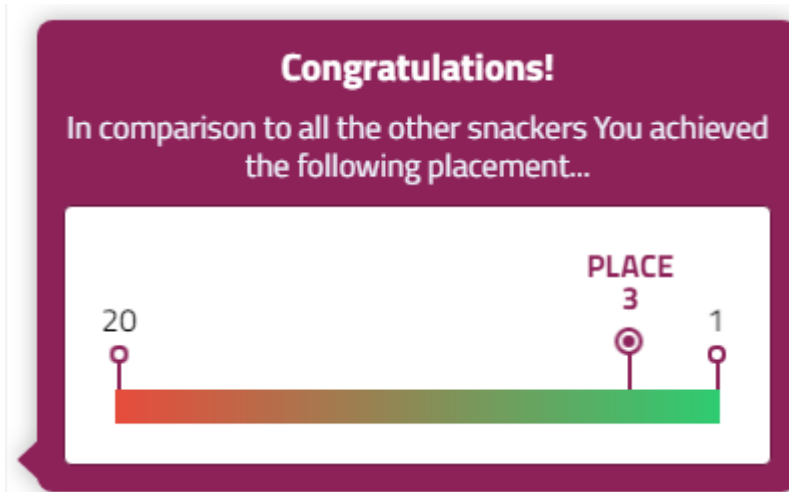 Congratulations!
In comparison to all the other snackers You achieved
the following placement...
PLACE
3
20
1